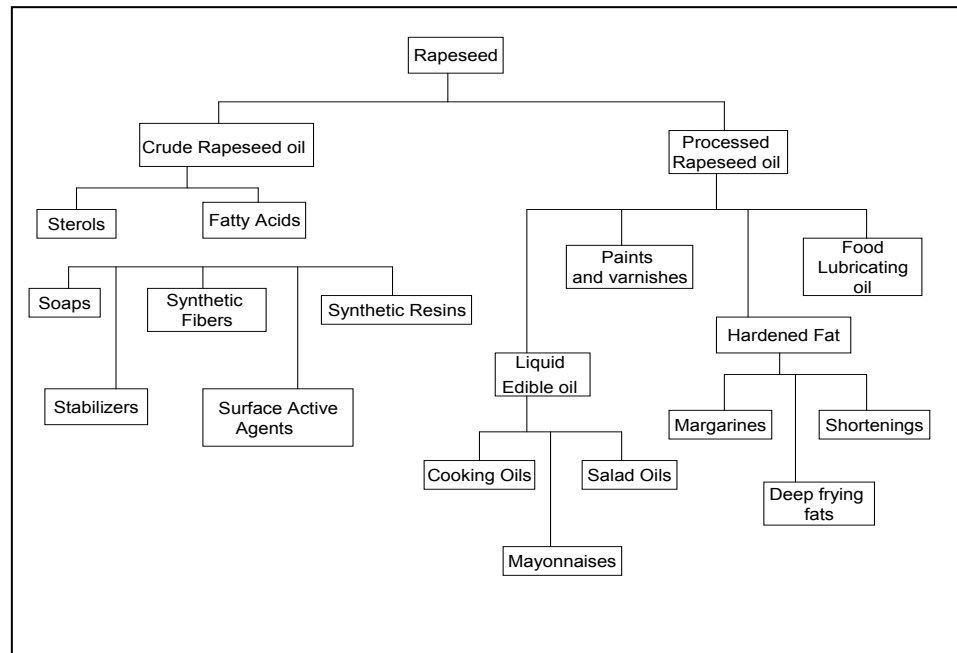 Rapeseed
Crude Rapeseed oil
Processed
Rapeseed oil
Sterols
Fatty Acids
Paints
and varnishes
Food
Lubricating
oil
Soaps
Synthetic
Fibers
Synthetic Resins
Hardened Fat
Liquid
Edible oil
Stabilizers
Surface Active
Agents
Margarines
Shortenings
Cooking Oils
Salad Oils
Deep frying
fats
Mayonnaises